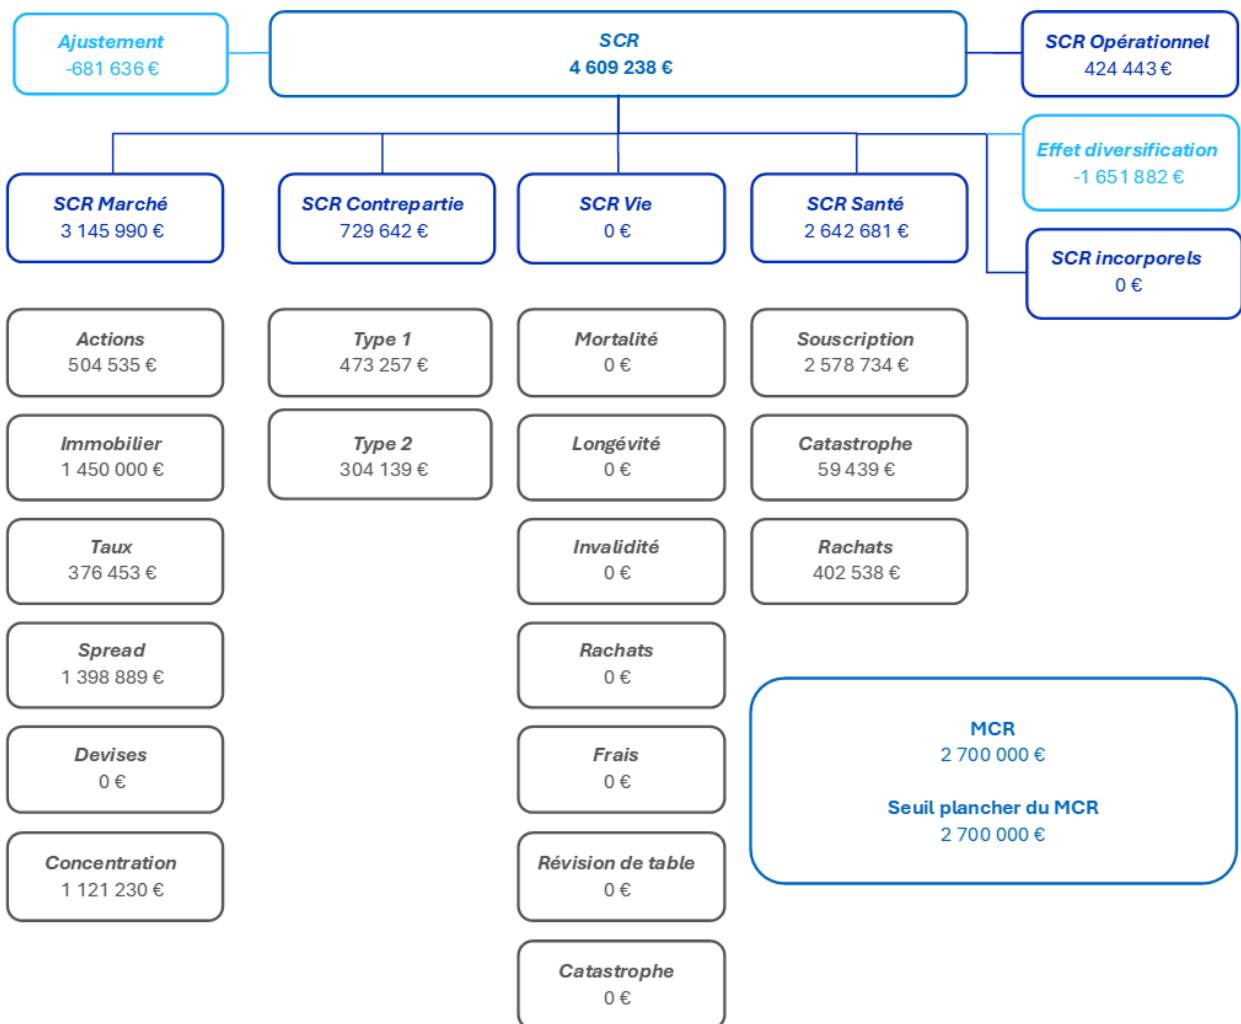 Ajustement
-681 636 €
SCR
4 609 238 €
SCR Opérationnel
424 443 €
Effet diversification
-1 651 882 €
SCR Marché
3 145 990 €
SCR Contrepartie
729 642 €
SCR Vie
0 €
SCR Santé
2 642 681 €
SCR incorporels
0 €
Actions
504 535 €
Type 1
473 257 €
Mortalité
0 €
Souscription
2 578 734 €
Immobilier
1 450 000 €
Type 2
304 139 €
Longévité
0 €
Catastrophe
59 439 €
Taux
376 453 €
Invalidité
0 €
Rachats
402 538 €
Spread
1 398 889 €
Rachats
0 €
Devises
0 €
Frais
0 €
MCR
2 700 000 €
Seuil plancher du MCR
2 700 000 €
Concentration
1 121 230 €
Révision de table
0 €
Catastrophe
0 €